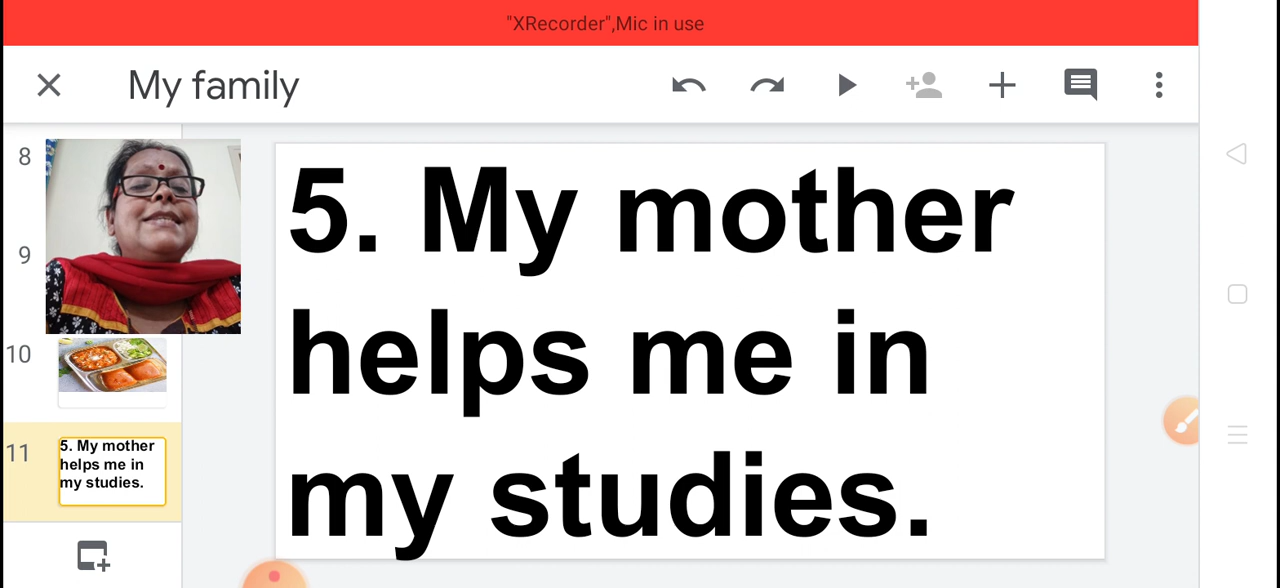 "XRecorder",Mic in use
My family
8
9
10
11
5. My mother
helps me in
my studies.
5. My mother
helps me in
my studies.